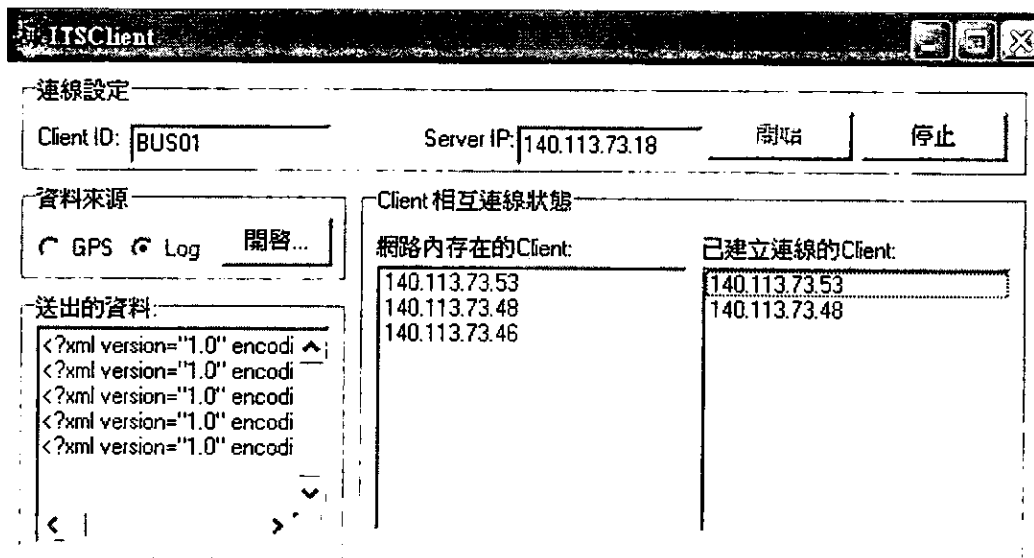 ITSClient
連線設定
Client ID: BUS01 Server IP: 140.113.73.18 開始 停止
資料來源
GPS Log 開啓...
送出的資料:
<?xml version="1.0" encodi
<?xml version="1.0" encodi
<?xml version="1.0" encodi
<?xml version="1.0" encodi
<?xml version="1.0" encodi
Client 相互連線狀態
網路內存在的Client:
140.113.73.53
140.113.73.48
140.113.73.46
已建立連線的Client:
140.113.73.53
140.113.73.48